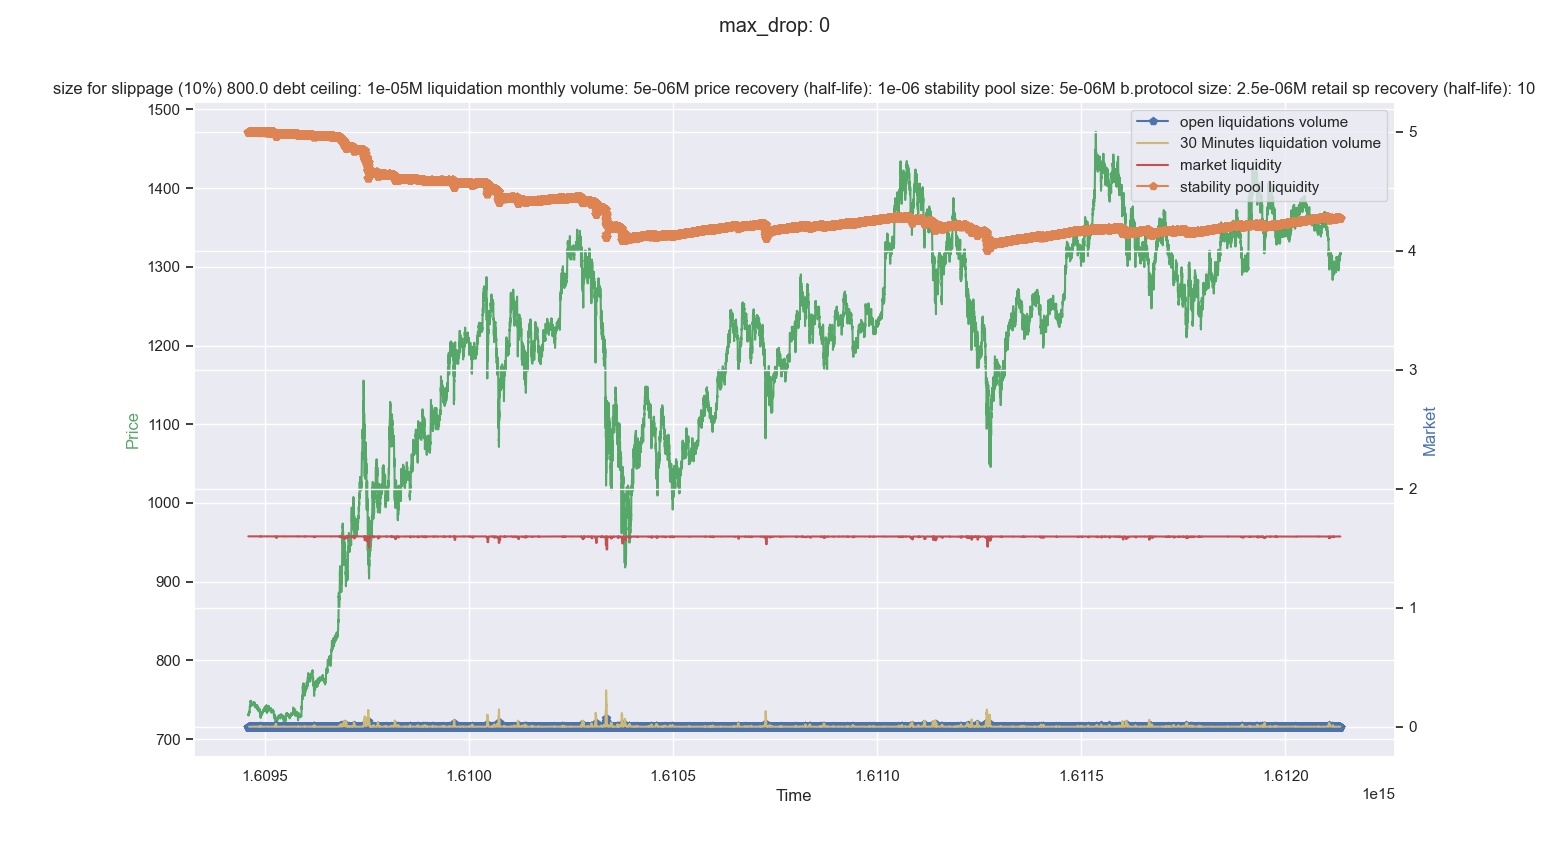 max_drop: 0
size for slippage (10%) 800.0 debt ceiling: 1e-05M liquidation monthly volume: 5e-06M price recovery (half-life): 1e-06 stability pool size: 5e-06M b.protocol size: 2.5e-06M retail sp recovery (half-life): 10
open liquidations volume
30 Minutes liquidation volume
market liquidity
stability pool liquidity
1500
1400
1300
1200
1100
1000
900
800
700
Price
5
4
3
2
1
0
Market
1.6095
1.6100
1.6105
1.6110
1.6115
1.6120
1e15
Time